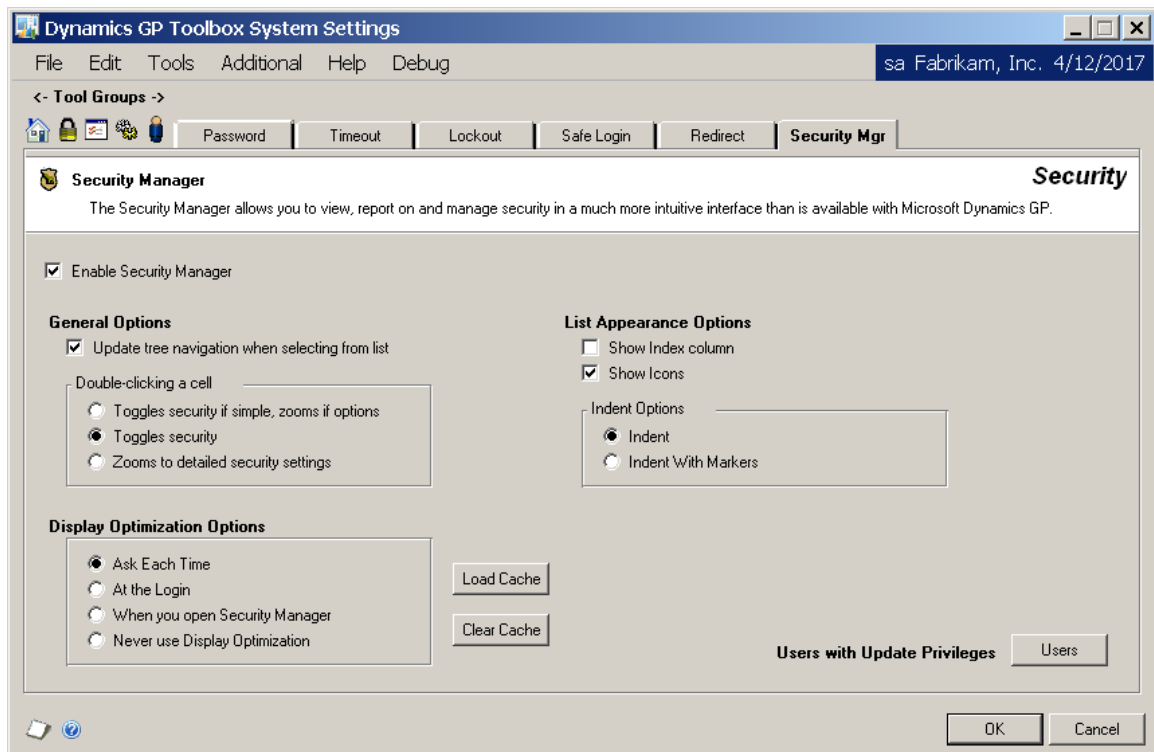 Dynamics GP Toolbox System Settings
File Edit Tools Additional Help Debug sa Fabrikam, Inc. 4/12/2017
<- Tool Groups ->
Password Timeout Lockout Safe Login Redirect Security Mgr
Security Manager Security
The Security Manager allows you to view, report on and manage security in a much more intuitive interface than is available with Microsoft Dynamics GP.
Enable Security Manager
General Options List Appearance Options
Update tree navigation when selecting from list Show Index column
Show Icons
Double-clicking a cell
Toggles security if simple, zooms if options Indent Options
Toggles security Indent
Zooms to detailed security settings Indent With Markers
Display Optimization Options
Ask Each Time
Load Cache
At the Login
When you open Security Manager
Clear Cache
Never use Display Optimization
Users with Update Privileges Users
OK Cancel